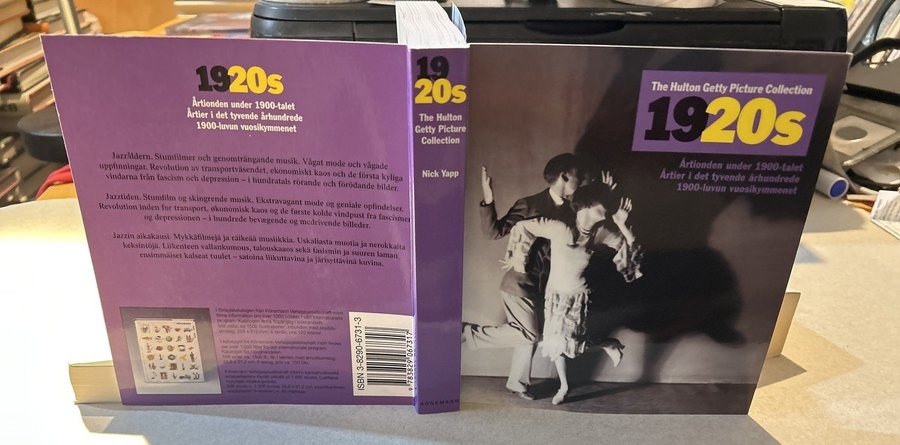 1920s
Årtionden under 1900-talet
Årtier i det tyvende århundrede
1900-luvun vuosikymmenet
Jazzåldern. Stumfilmer och genomträngande musik. Vågat mode och vågade
uppfinningar. Revolution av transportväsendet, ekonomiskt kaos och de första kyliga
vindarna från fascism och depression – i hundratals rörande och förödande bilder.
Jazztiden. Stumfilm og skingrende musik. Ekstravagant mode og geniale opfindelser.
Revolution inden for transport, økonomisk kaos og de første kolde vindpust fra fascismen
og depressionen – i hundrede bevægende og medrivende billeder.
Jazzin aikakausi. Mykkäfilmejä ja räikeää musiikkia. Uskaliasta muotia ja nerokkaita
keksintöjä. Liikenteen vallankumous, talouskaaos sekä fasismin ja suuren laman
ensimmäiset kalseat tuulet – satoina liikuttavina ja järisyttävinä kuvina.
ISBN 3-8290-6731-3
9 783829 067317
1920s
The Hulton
Getty Picture
Collection
Nick Yapp
KÖNEMANN
The Hulton Getty Picture Collection
1920s
Årtionden under 1900-talet
Årtier i det tyvende århundrede
1900-luvun vuosikymmenet